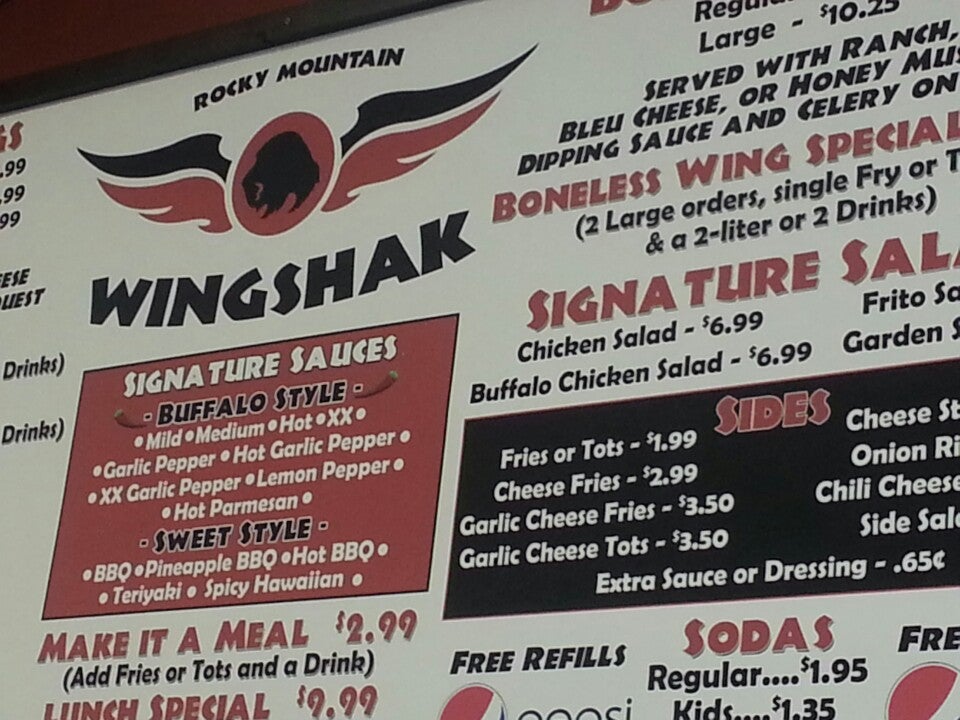 ROCKY MOUNTAIN
WINGSHAK
GS
.99
.99
.99
Drinks)
Drinks)
SIGNATURE SAUCES
- BUFFALO STYLE -
•Mild•Medium•Hot•XX•
•Garlic Pepper •Hot Garlic Pepper •
•XX Garlic Pepper •Lemon Pepper •
•Hot Parmesan •
- SWEET STYLE -
•BBQ•Pineapple BBQ•Hot BBQ•
• Teriyaki • Spicy Hawaiian •
MAKE IT A MEAL $2.99
(Add Fries or Tots and a Drink)
LUNCH SPECIAL $9.99
Large - $10.25
SERVED WITH RANCH,
BLEU CHEESE, OR HONEY
DIPPING SAUCE AND CELERY ON
BONELESS WING SPECIAL
(2 Large orders, single Fry or
& a 2-liter or 2 Drinks)
SIGNATURE
Chicken Salad - $6.99
Buffalo Chicken Salad - $6.99
Frito
Garden
SIDES
Fries or Tots - $1.99
Cheese Fries - $2.99
Garlic Cheese Fries - $3.50
Garlic Cheese Tots - $3.50
Cheese
Onion
Chili Cheese
Side
Extra Sauce or Dressing - .65¢
FREE REFILLS
SODAS
Regular....$1.95
Kids....$1.35
pepsi